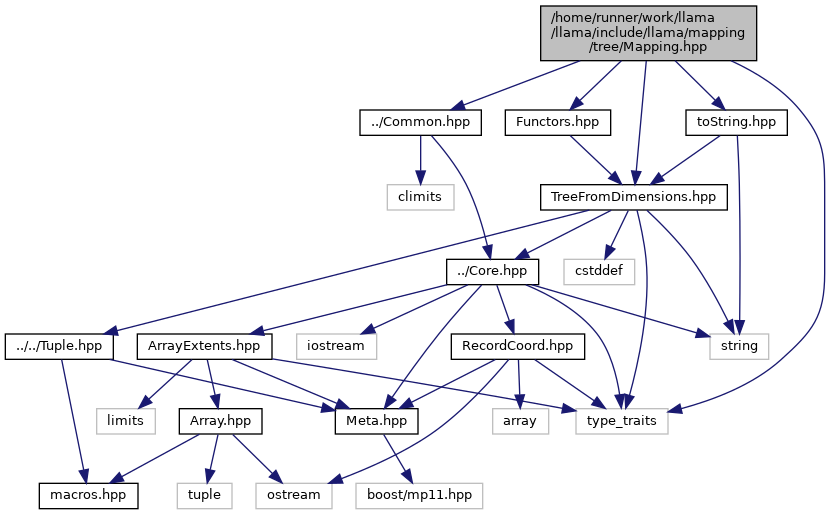 /home/runner/work/llama
/llama/include/llama/mapping
/tree/Mapping.hpp
../Common.hpp
Functors.hpp
toString.hpp
climits
TreeFromDimensions.hpp
../Core.hpp
cstddef
../../Tuple.hpp
ArrayExtents.hpp
iostream
RecordCoord.hpp
string
limits
Array.hpp
Meta.hpp
array
type_traits
macros.hpp
tuple
ostream
boost/mp11.hpp